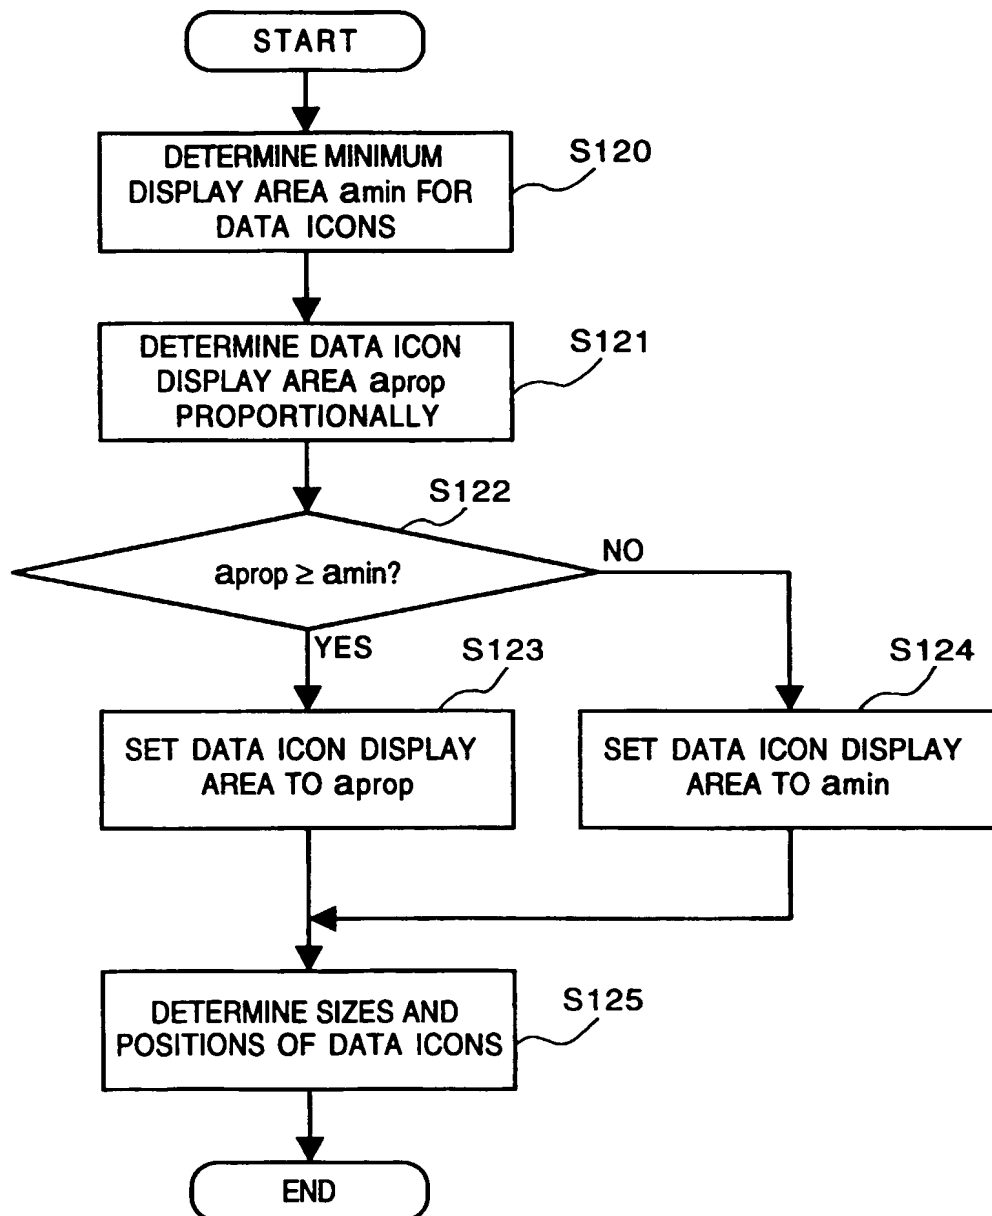 START
DETERMINE MINIMUM
DISPLAY AREA amin FOR
DATA ICONS
S120
DETERMINE DATA ICON
DISPLAY AREA aprop
PROPORTIONALLY
S121
S122
aprop ≥ amin?
NO
YES
S123
S124
SET DATA ICON DISPLAY
AREA TO aprop
SET DATA ICON DISPLAY
AREA TO amin
DETERMINE SIZES AND
POSITIONS OF DATA ICONS
S125
END